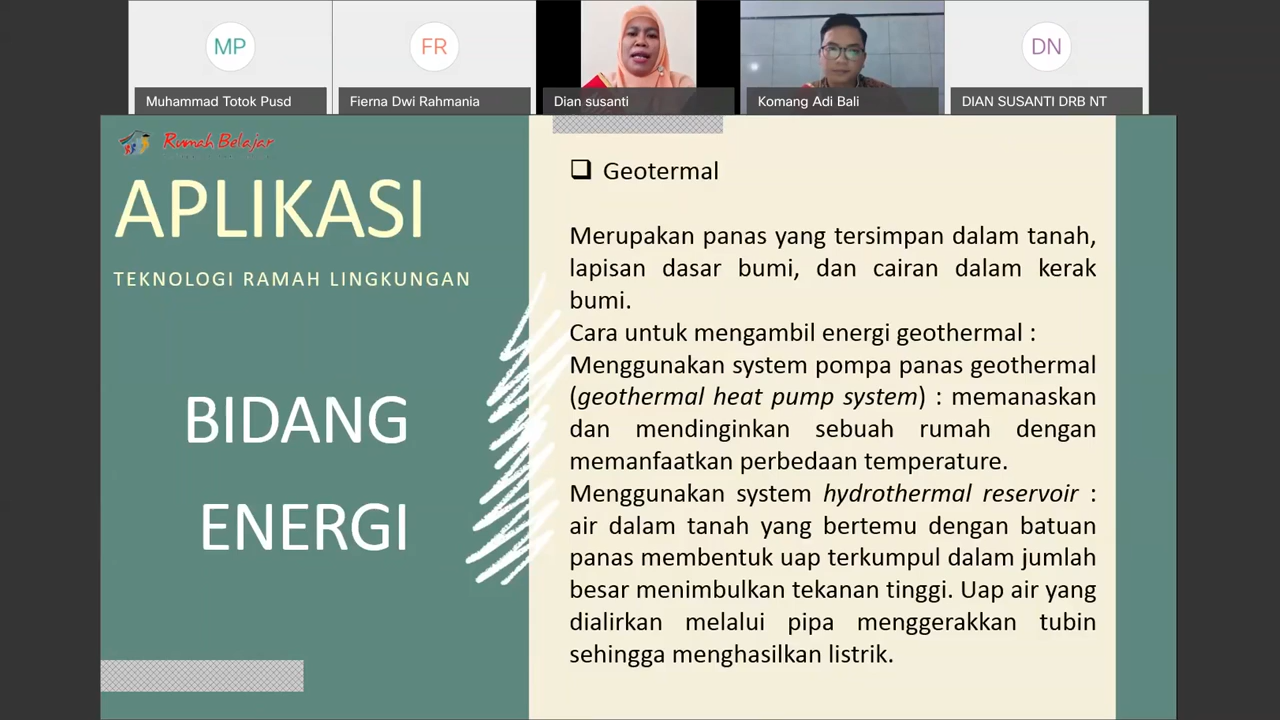 MP
FR
DN
Muhammad Totok Pusd
Fierna Dwi Rahmania
Dian susanti
Komang Adi Bali
DIAN SUSANTI DRB NT
Rumah Belajar
APLIKASI
TEKNOLOGI RAMAH LINGKUNGAN
BIDANG
ENERGI
Geotermal
Merupakan panas yang tersimpan dalam tanah,
lapisan dasar bumi, dan cairan dalam kerak
bumi.
Cara untuk mengambil energi geothermal :
Menggunakan system pompa panas geothermal
(geothermal heat pump system) : memanaskan
dan mendinginkan sebuah rumah dengan
memanfaatkan perbedaan temperature.
Menggunakan system hydrothermal reservoir :
air dalam tanah yang bertemu dengan batuan
panas membentuk uap terkumpul dalam jumlah
besar menimbulkan tekanan tinggi. Uap air yang
dialirkan melalui pipa menggerakkan tubin
sehingga menghasilkan listrik.